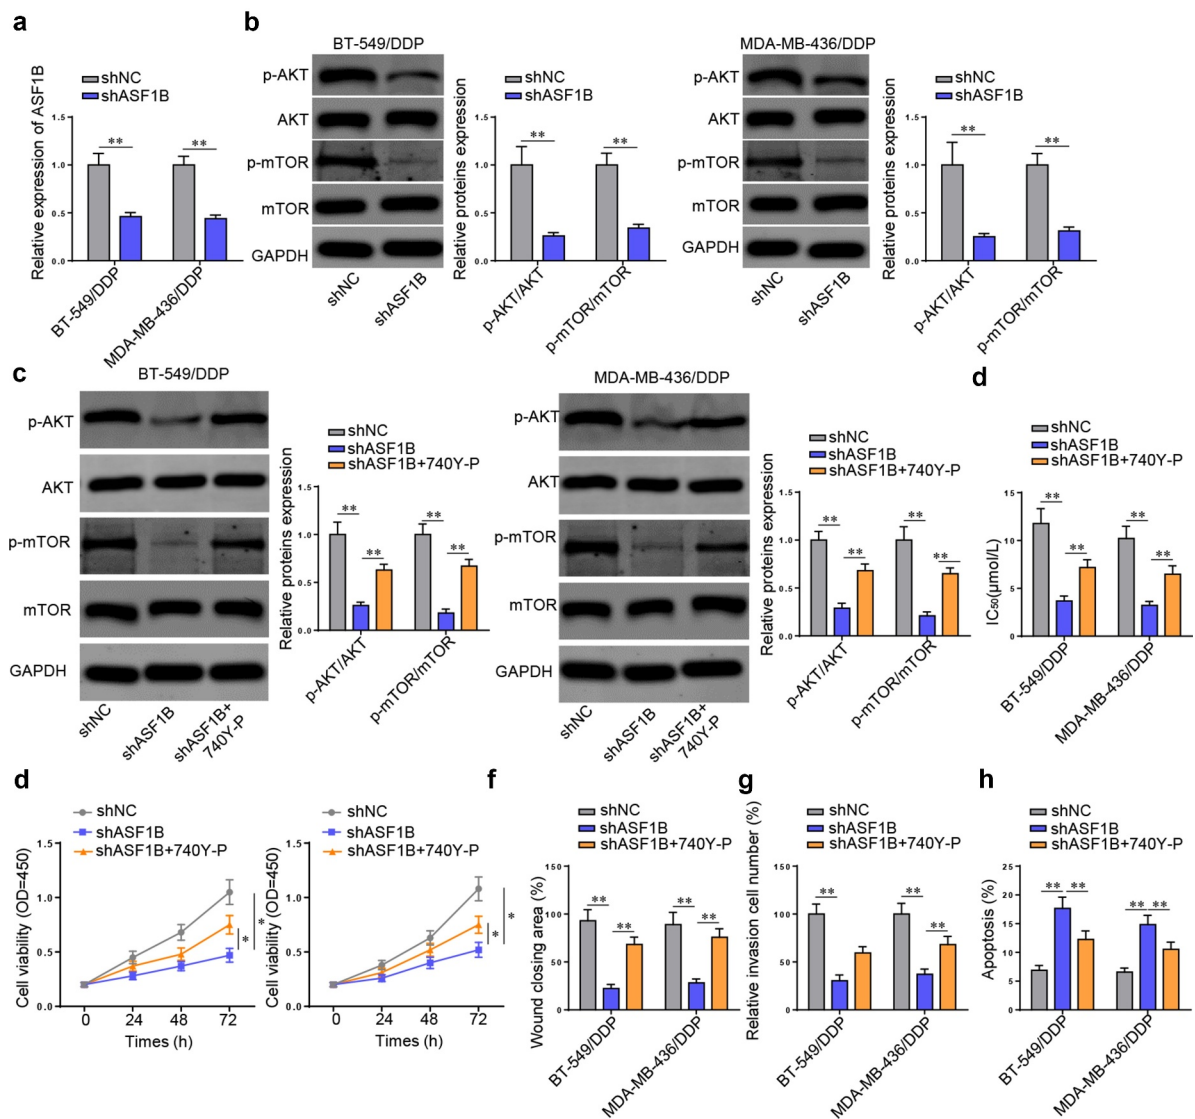 a
shNC
shASF1B
Relative expression of ASF1B
1.5
1.0
0.5
0.0
**
**
BT-549/DDP
MDA-MB-436/DDP
b
BT-549/DDP
p-AKT
AKT
p-mTOR
mTOR
GAPDH
shNC
shASF1B
shNC
shASF1B
Relative proteins expression
1.5
1.0
0.5
0.0
**
**
p-AKT/AKT
p-mTOR/mTOR
MDA-MB-436/DDP
p-AKT
AKT
p-mTOR
mTOR
GAPDH
shNC
shASF1B
shNC
shASF1B
Relative proteins expression
1.5
1.0
0.5
0.0
**
**
p-AKT/AKT
p-mTOR/mTOR
c
BT-549/DDP
p-AKT
AKT
p-mTOR
mTOR
GAPDH
shNC
shASF1B
shASF1B+
740Y-P
shNC
shASF1B
shASF1B+740Y-P
Relative proteins expression
1.5
1.0
0.5
0.0
**
**
**
**
p-AKT/AKT
p-mTOR/mTOR
MDA-MB-436/DDP
p-AKT
AKT
p-mTOR
mTOR
GAPDH
shNC
shASF1B
shASF1B+
740Y-P
shNC
shASF1B
shASF1B+740Y-P
Relative proteins expression
1.5
1.0
0.5
0.0
**
**
**
**
p-AKT/AKT
p-mTOR/mTOR
d
shNC
shASF1B
shASF1B+740Y-P
IC50(μmol/L)
15
10
5
0
**
**
**
**
BT-549/DDP
MDA-MB-436/DDP
d
shNC
shASF1B
shASF1B+740Y-P
Cell viability (OD=450)
1.5
1.0
0.5
0.0
*
*
0
24
48
72
Times (h)
shNC
shASF1B
shASF1B+740Y-P
Cell viability (OD=450)
1.5
1.0
0.5
0.0
*
*
0
24
48
72
Times (h)
f
shNC
shASF1B
shASF1B+740Y-P
Wound closing area (%)
150
100
50
0
**
**
**
**
BT-549/DDP
MDA-MB-436/DDP
g
shNC
shASF1B
shASF1B+740Y-P
Relative invasion cell number (%)
150
100
50
0
**
**
**
BT-549/DDP
MDA-MB-436/DDP
h
shNC
shASF1B
shASF1B+740Y-P
Apoptosis (%)
25
20
15
10
5
0
**
**
**
**
BT-549/DDP
MDA-MB-436/DDP